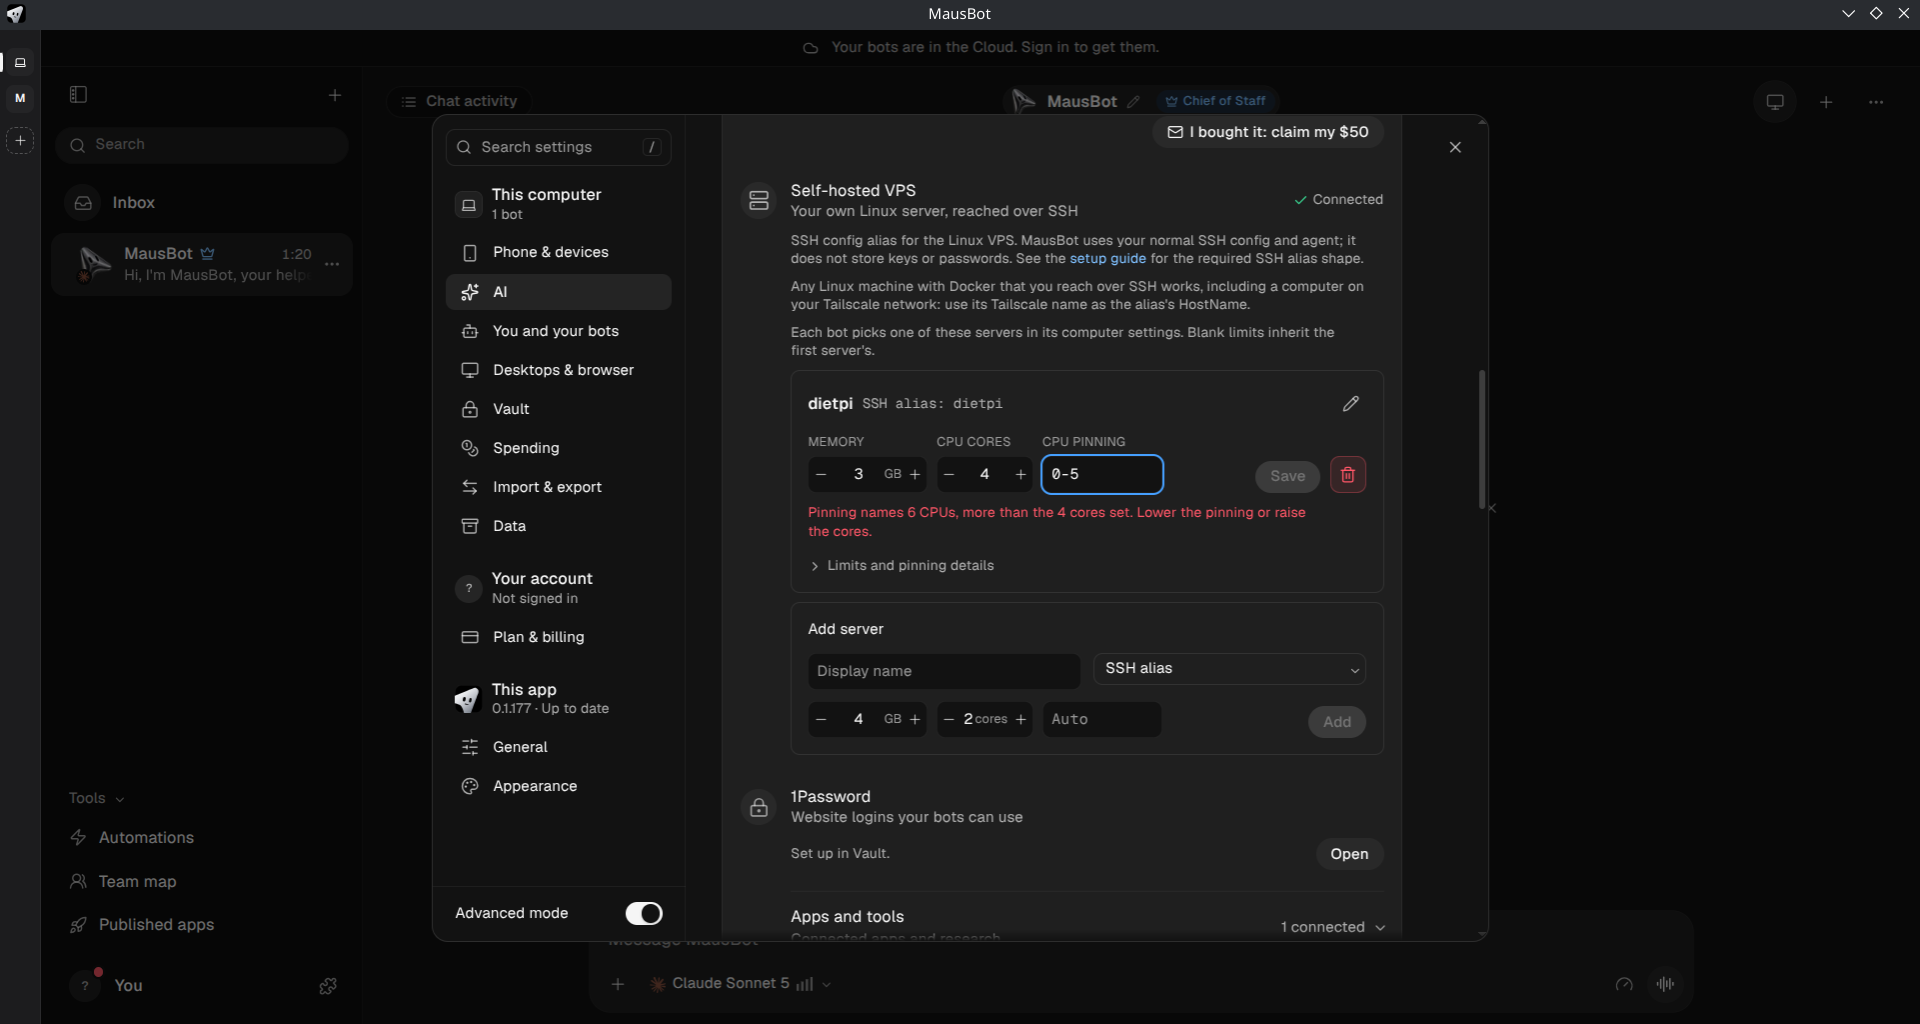 MausBot
Your bots are in the Cloud. Sign in to get them.
M
Search
Inbox
MausBot 1:20
Hi, I'm MausBot, your help
Tools
Automations
Team map
Published apps
? You
Chat activity
MausBot Chief of Staff
Search settings /
This computer
1 bot
Phone & devices
AI
You and your bots
Desktops & browser
Vault
Spending
Import & export
Data
? Your account
Not signed in
Plan & billing
This app
0.1.177 · Up to date
General
Appearance
Advanced mode
I bought it: claim my $50
Self-hosted VPS
Your own Linux server, reached over SSH
Connected
SSH config alias for the Linux VPS. MausBot uses your normal SSH config and agent; it
does not store keys or passwords. See the setup guide for the required SSH alias shape.
Any Linux machine with Docker that you reach over SSH works, including a computer on
your Tailscale network: use its Tailscale name as the alias's HostName.
Each bot picks one of these servers in its computer settings. Blank limits inherit the
first server's.
dietpi SSH alias: dietpi
MEMORY CPU CORES CPU PINNING
− 3 GB + − 4 + 0-5 Save
Pinning names 6 CPUs, more than the 4 cores set. Lower the pinning or raise
the cores.
Limits and pinning details
Add server
Display name SSH alias
− 4 GB + − 2 cores + Auto Add
1Password
Website logins your bots can use
Set up in Vault. Open
Apps and tools
1 connected
Connected apps and research
Message MausBot
Claude Sonnet 5